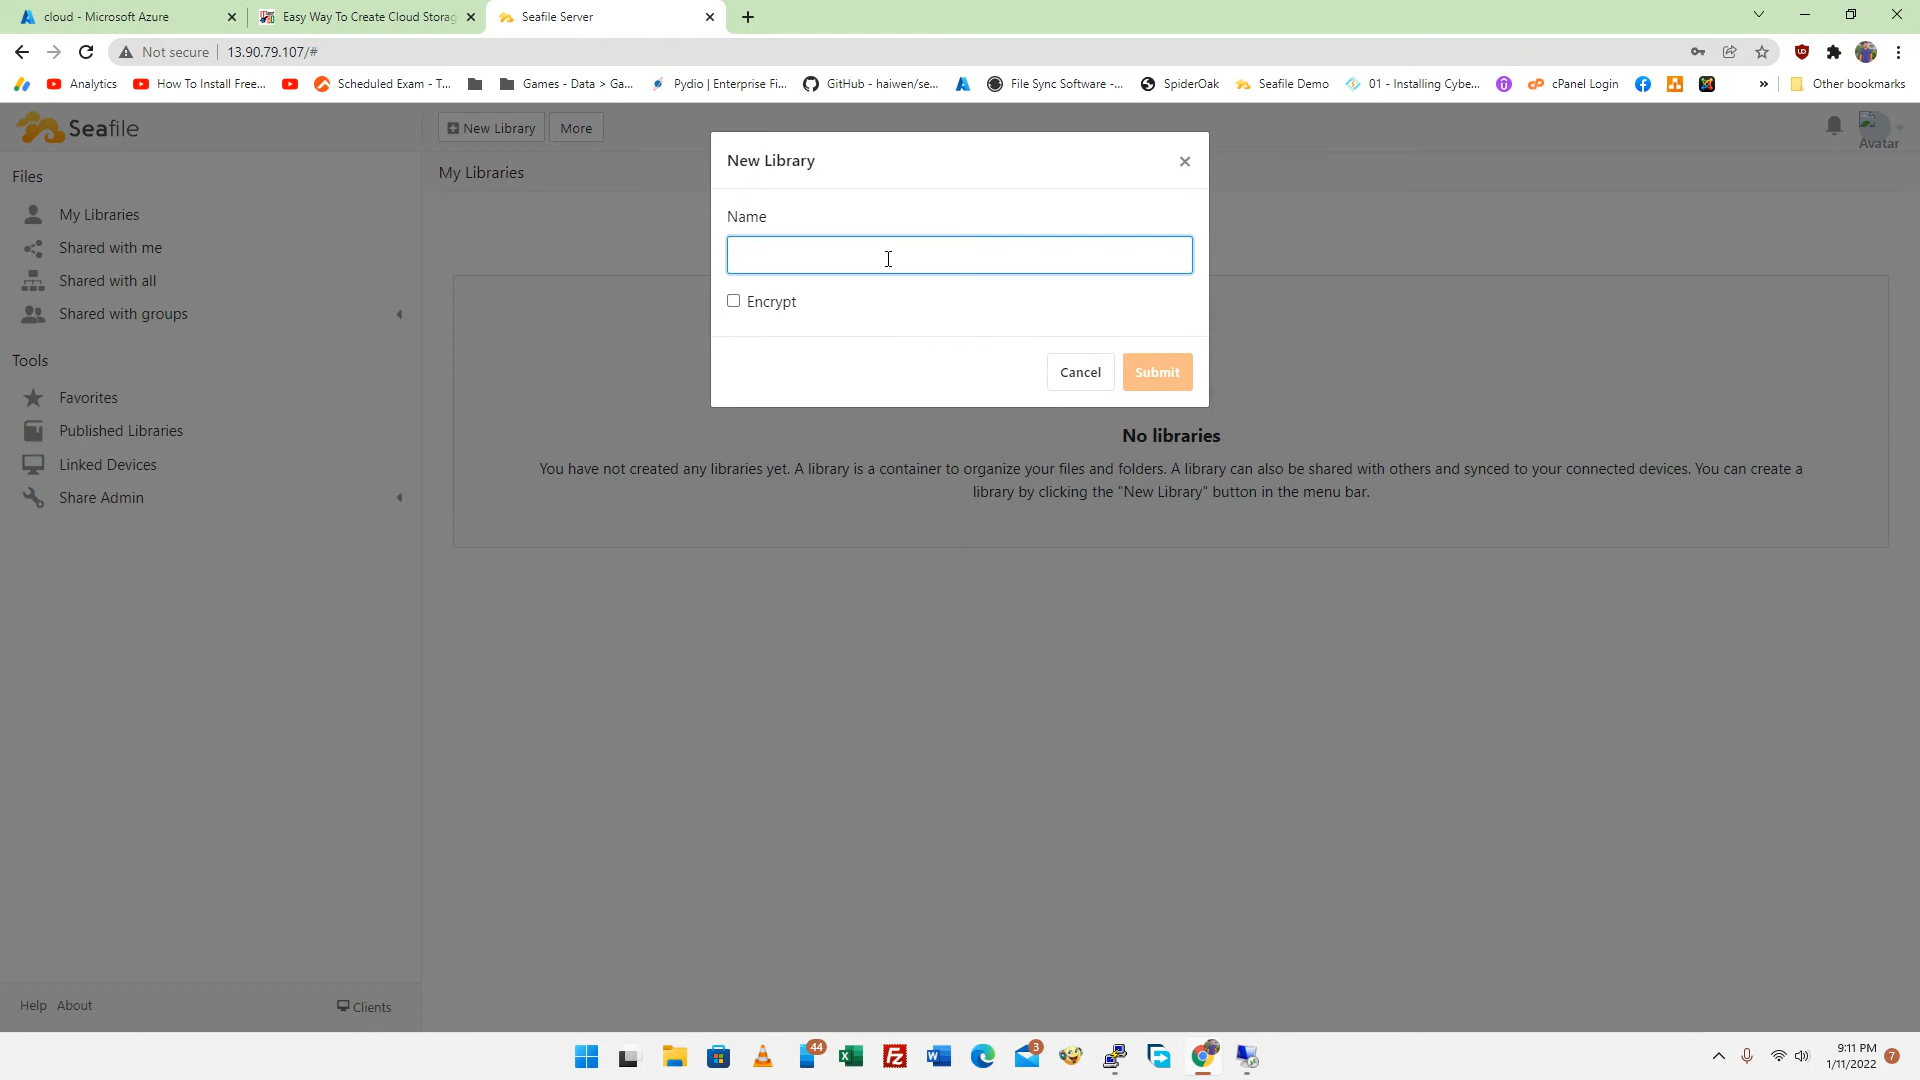 cloud - Microsoft Azure
Easy Way To Create Cloud Storag
Seafile Server
Not secure
13.90.79.107/#
Analytics
How To Install Free...
Scheduled Exam - T...
Games - Data > Ga...
Pydio | Enterprise Fi...
GitHub - haiwen/se...
File Sync Software -...
SpiderOak
Seafile Demo
01 - Installing Cybe...
cPanel Login
»
Other bookmarks
Seafile
New Library
More
Avatar
New Library
Files
My Libraries
My Libraries
Shared with me
Shared with all
Shared with groups
Name
Encrypt
Cancel
Submit
Tools
Favorites
Published Libraries
Linked Devices
Share Admin
No libraries
You have not created any libraries yet. A library is a container to organize your files and folders. A library can also be shared with others and synced to your connected devices. You can create a
library by clicking the "New Library" button in the menu bar.
Help
About
Clients
44
3
9:11 PM
1/11/2022
7